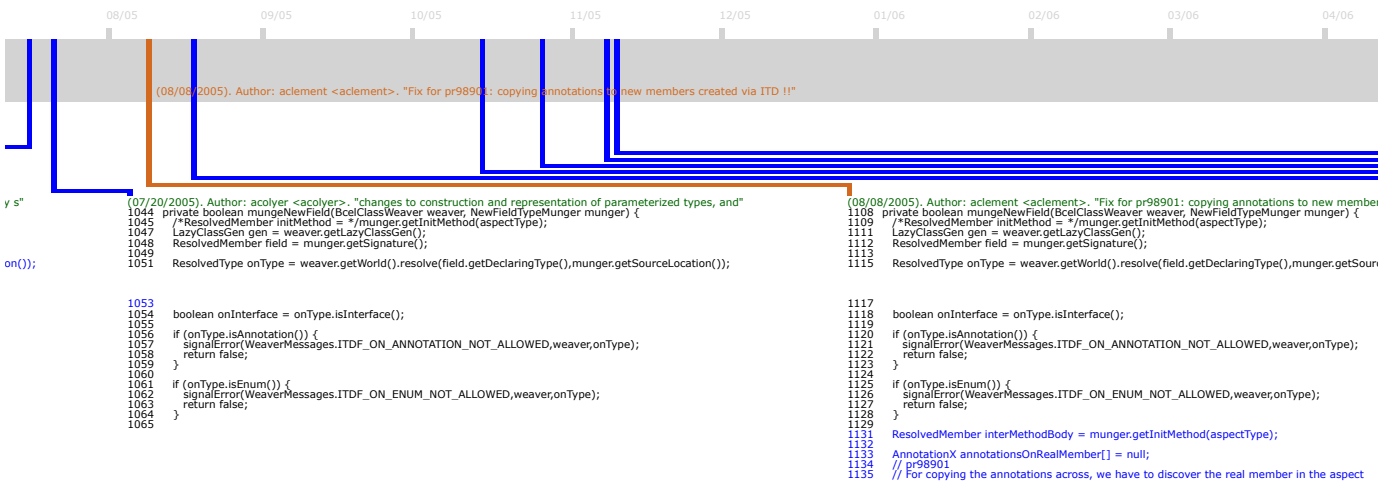 08/05 09/05 10/05 11/05 12/05 01/06 02/06 03/06 04/06
(08/08/2005). Author: aclement <aclement>. "Fix for pr98901: copying annotations to new members created via ITD !!"
y s"
on());
(07/20/2005). Author: acolyer <acolyer>. "changes to construction and representation of parameterized types, and"
1044 private boolean mungeNewField(BcelClassWeaver weaver, NewFieldTypeMunger munger) {
1045 /*ResolvedMember initMethod = */munger.getInitMethod(aspectType);
1047 LazyClassGen gen = weaver.getLazyClassGen();
1048 ResolvedMember field = munger.getSignature();
1049
1051 ResolvedType onType = weaver.getWorld().resolve(field.getDeclaringType(),munger.getSourceLocation());
1053
1054 boolean onInterface = onType.isInterface();
1055
1056 if (onType.isAnnotation()) {
1057 signalError(WeaverMessages.ITDF_ON_ANNOTATION_NOT_ALLOWED,weaver,onType);
1058 return false;
1059 }
1060
1061 if (onType.isEnum()) {
1062 signalError(WeaverMessages.ITDF_ON_ENUM_NOT_ALLOWED,weaver,onType);
1063 return false;
1064 }
1065
(08/08/2005). Author: aclement <aclement>. "Fix for pr98901: copying annotations to new member
1108 private boolean mungeNewField(BcelClassWeaver weaver, NewFieldTypeMunger munger) {
1109 /*ResolvedMember initMethod = */munger.getInitMethod(aspectType);
1111 LazyClassGen gen = weaver.getLazyClassGen();
1112 ResolvedMember field = munger.getSignature();
1113
1115 ResolvedType onType = weaver.getWorld().resolve(field.getDeclaringType(),munger.getSour
1117
1118 boolean onInterface = onType.isInterface();
1119
1120 if (onType.isAnnotation()) {
1121 signalError(WeaverMessages.ITDF_ON_ANNOTATION_NOT_ALLOWED,weaver,onType);
1122 return false;
1123 }
1124
1125 if (onType.isEnum()) {
1126 signalError(WeaverMessages.ITDF_ON_ENUM_NOT_ALLOWED,weaver,onType);
1127 return false;
1128 }
1129
1131 ResolvedMember interMethodBody = munger.getInitMethod(aspectType);
1132
1133 AnnotationX annotationsOnRealMember[] = null;
1134 // pr98901
1135 // For copying the annotations across, we have to discover the real member in the aspect